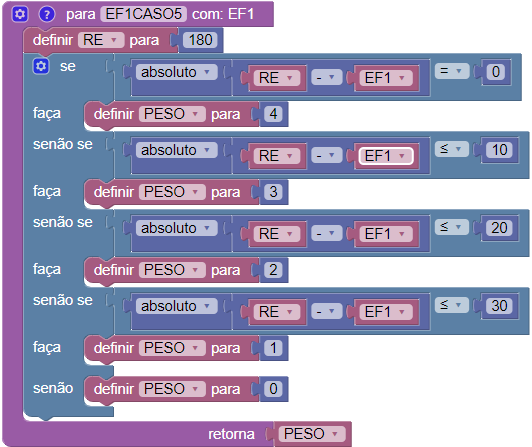 para EF1CASO5 com: EF1
definir RE para 180
se absoluto RE - EF1 = 0
faça definir PESO para 4
senão se absoluto RE - EF1 ≤ 10
faça definir PESO para 3
senão se absoluto RE - EF1 ≤ 20
faça definir PESO para 2
senão se absoluto RE - EF1 ≤ 30
faça definir PESO para 1
senão definir PESO para 0
retorna PESO